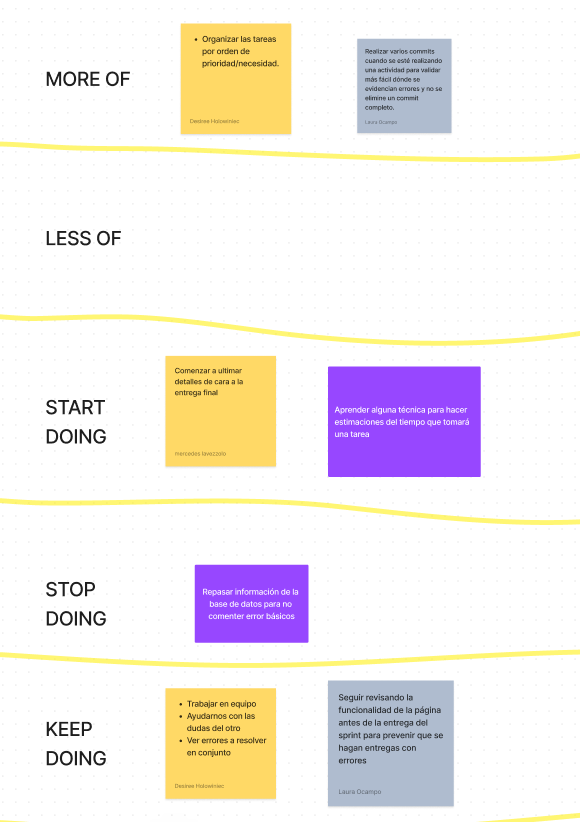 MORE OF
• Organizar las tareas
por orden de
prioridad/necesidad.
Desiree Holowiniec
Realizar varios commits
cuando se esté realizando
una actividad para validar
más fácil dónde se
evidencian errores y no se
elimine un commit
completo.
Laura Ocampo
LESS OF
START
DOING
Comenzar a ultimar
detalles de cara a la
entrega final
mercedes lavezzolo
Aprender alguna técnica para hacer
estimaciones del tiempo que tomará
una tarea
STOP
DOING
Repasar información de la
base de datos para no
comenter error básicos
KEEP
DOING
• Trabajar en equipo
• Ayudarnos con las
dudas del otro
• Ver errores a resolver
en conjunto
Desiree Holowiniec
Seguir revisando la
funcionalidad de la página
antes de la entrega del
sprint para prevenir que se
hagan entregas con
errores
Laura Ocampo